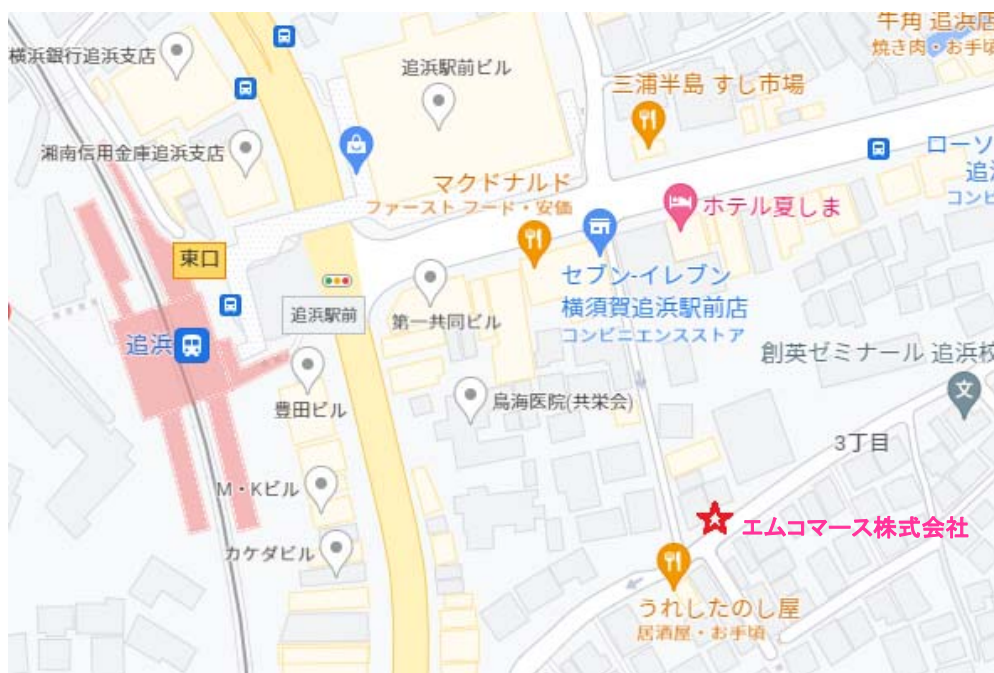 牛角 追浜店
焼き肉・お手頃
横浜銀行追浜支店
追浜駅前ビル
三浦半島 すし市場
湘南信用金庫追浜支店
ローソ
追
コンビ
マクドナルド
ファースト フード・安価
ホテル夏しま
東口
セブン-イレブン
横須賀追浜駅前店
コンビニエンスストア
追浜駅前
第一共同ビル
追浜
創英ゼミナール 追浜校
文
豊田ビル
鳥海医院(共栄会)
3丁目
M・Kビル
エムコマース株式会社
カケダビル
うれしたのし屋
居酒屋・お手頃